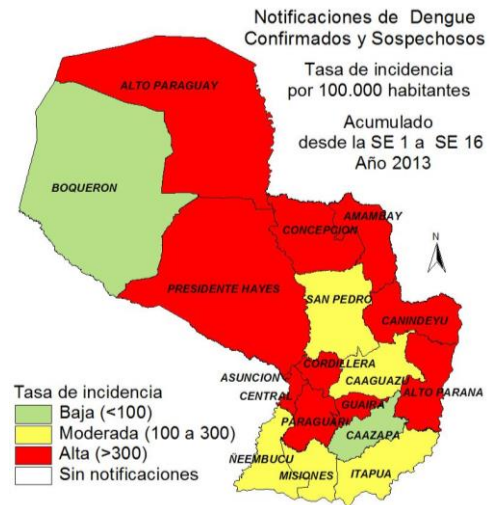 Notificaciones de Dengue
Confirmados y Sospechosos
Tasa de incidencia
por 100.000 habitantes
Acumulado
desde la SE 1 a SE 16
Año 2013
ALTO PARAGUAY
BOQUERON
CONCEPCION
AMAMBAY
N
PRESIDENTE HAYES
SAN PEDRO
CANINDEYU
CORDILLERA
ASUNCION
CAAGUAZU
CENTRAL
ALTO PARANA
GUAIRA
PARAGUARI
CAAZAPA
ÑEEMBUCU
MISIONES
ITAPUA
Tasa de incidencia
Baja (<100)
Moderada (100 a 300)
Alta (>300)
Sin notificaciones